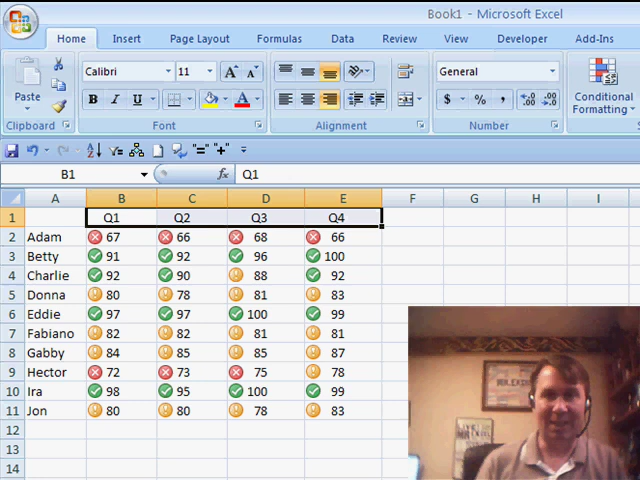 Book1 - Microsoft Excel
Home Insert Page Layout Formulas Data Review View Developer Add-Ins
Calibri 11 A A General
Paste B I U A $ % , .00 .00 Conditional
Formatting
Clipboard Font Alignment Number
"=" "+"
B1 fx Q1
A B C D E F G H I
1 Q1 Q2 Q3 Q4
2 Adam 67 66 68 66
3 Betty 91 92 96 100
4 Charlie 92 90 88 92
5 Donna 80 78 81 83
6 Eddie 97 97 100 99
7 Fabiano 82 82 81 81
8 Gabby 84 85 85 87
9 Hector 72 73 75 78
10 Ira 98 95 100 99
11 Jon 80 80 78 83
12
13
14